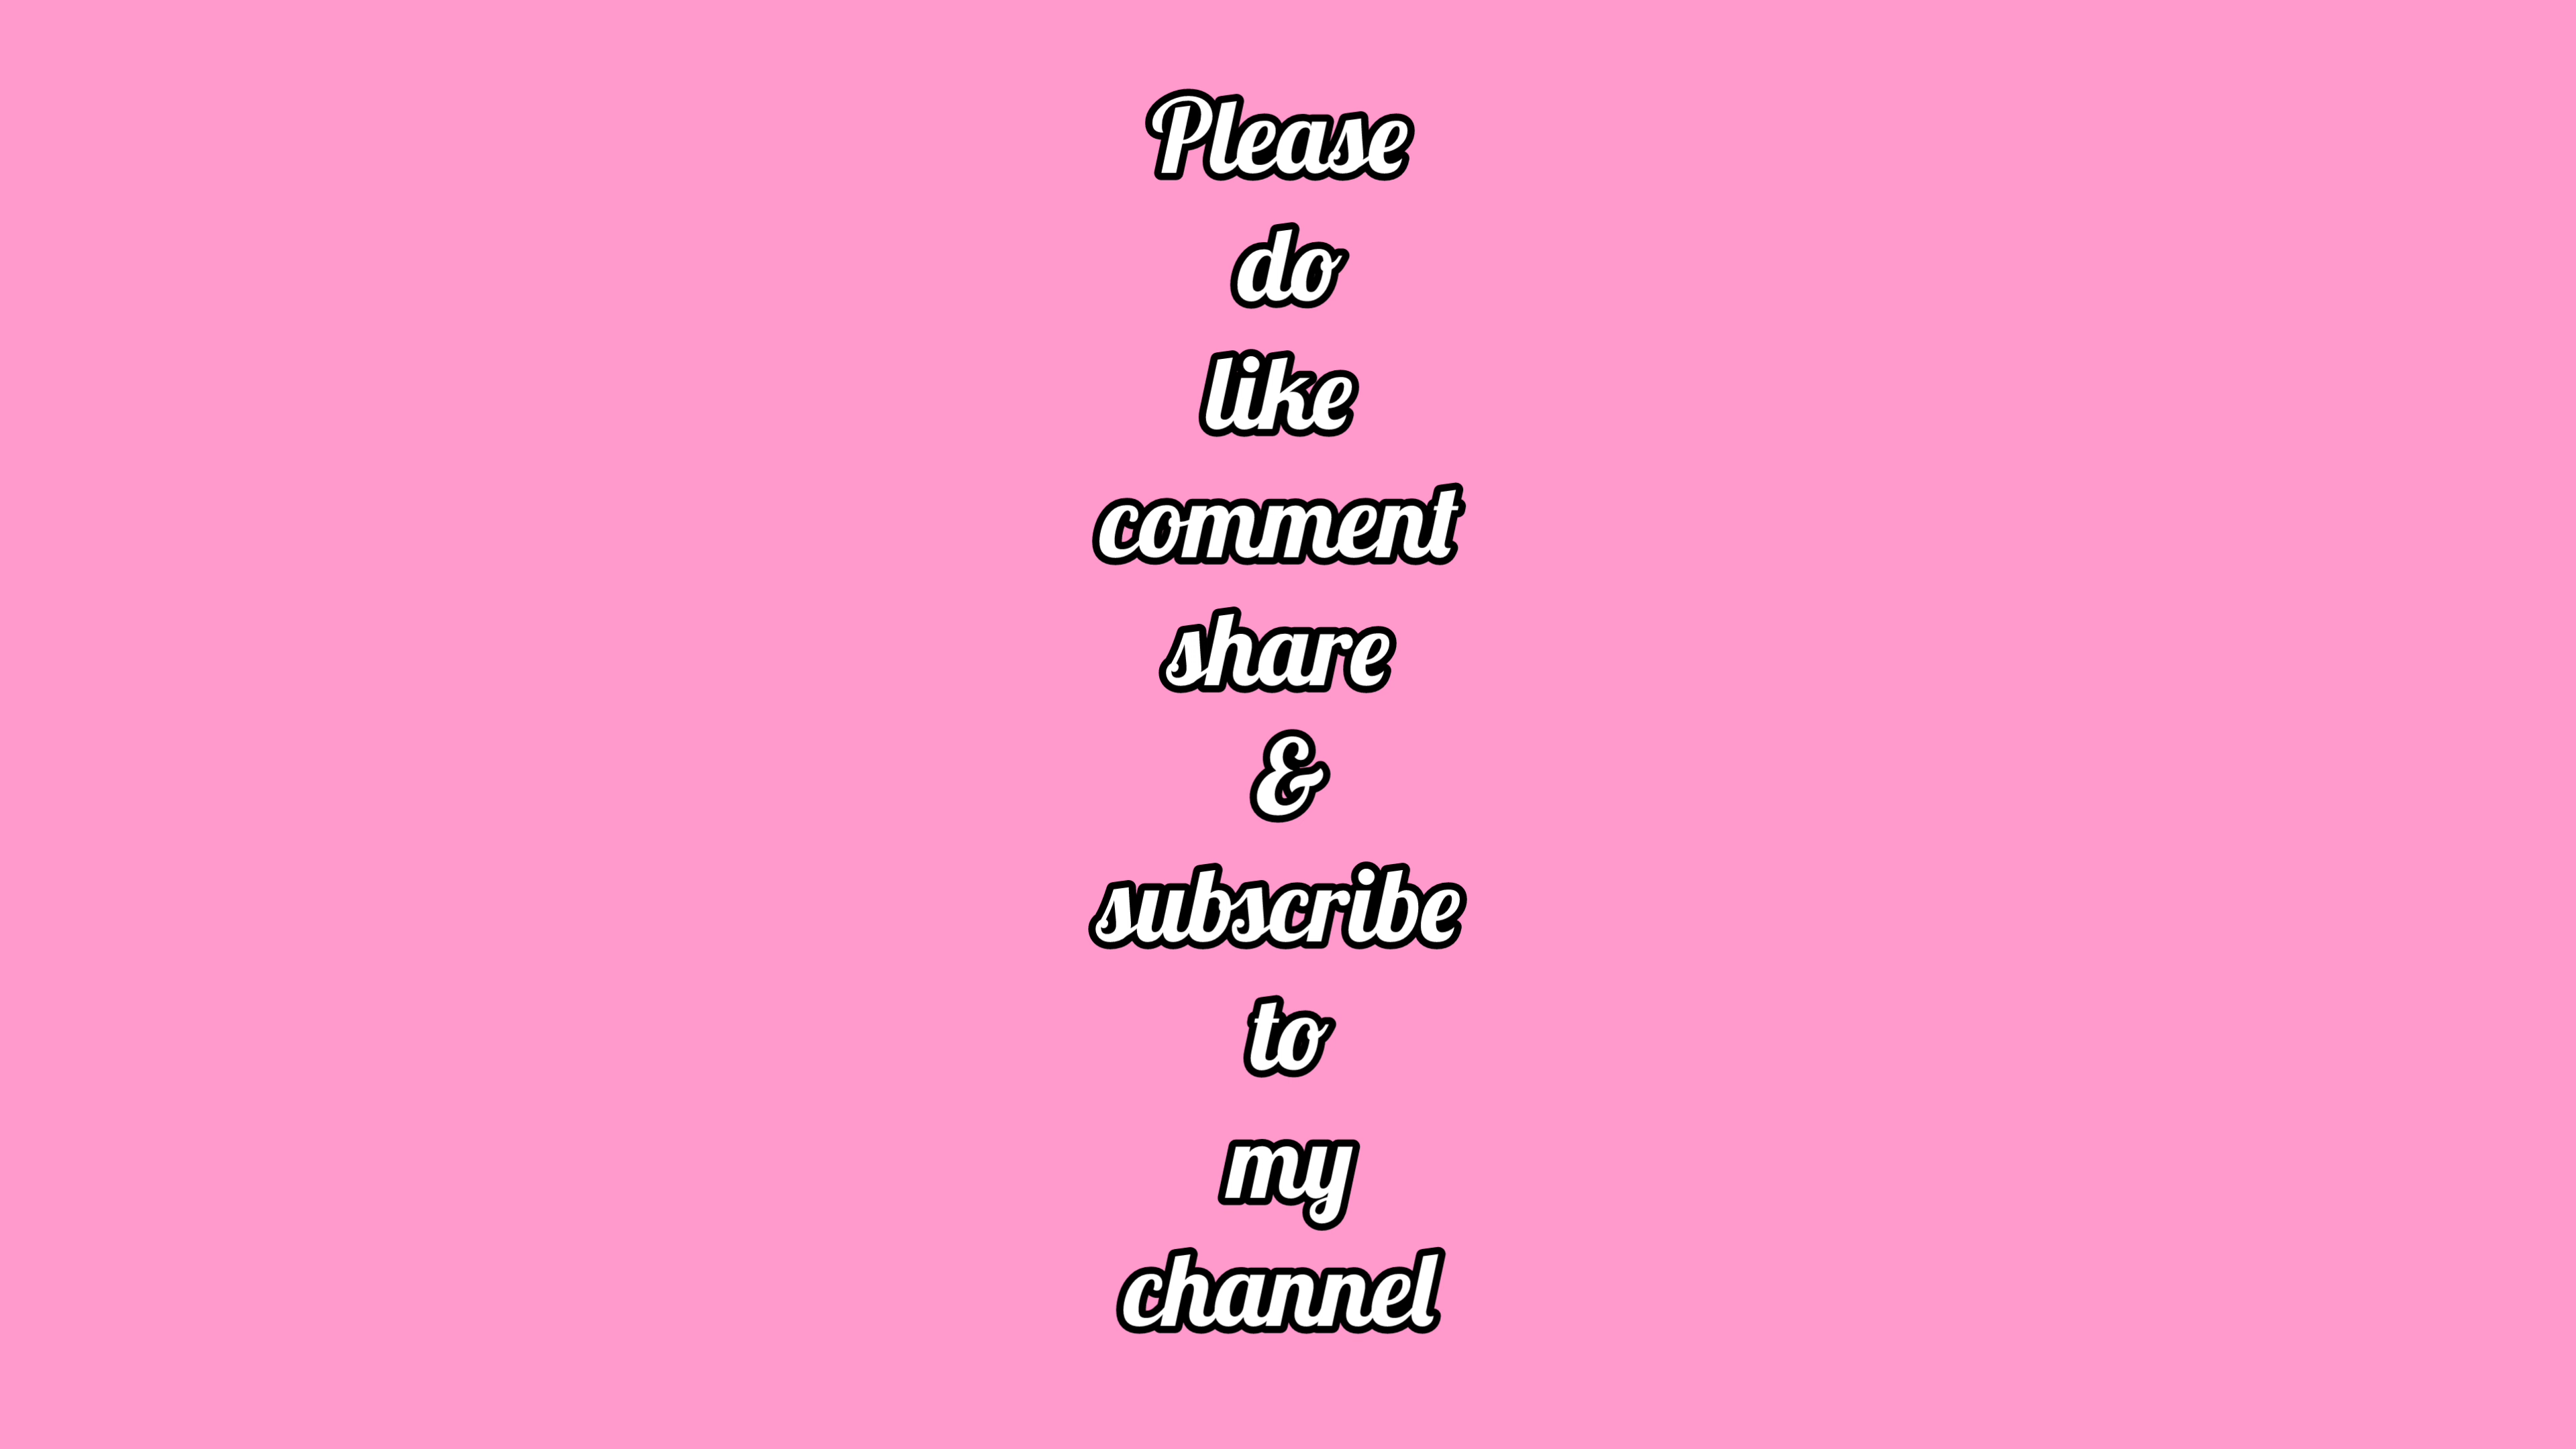 Please
do
like
comment
share
&
subscribe
to
my
channel